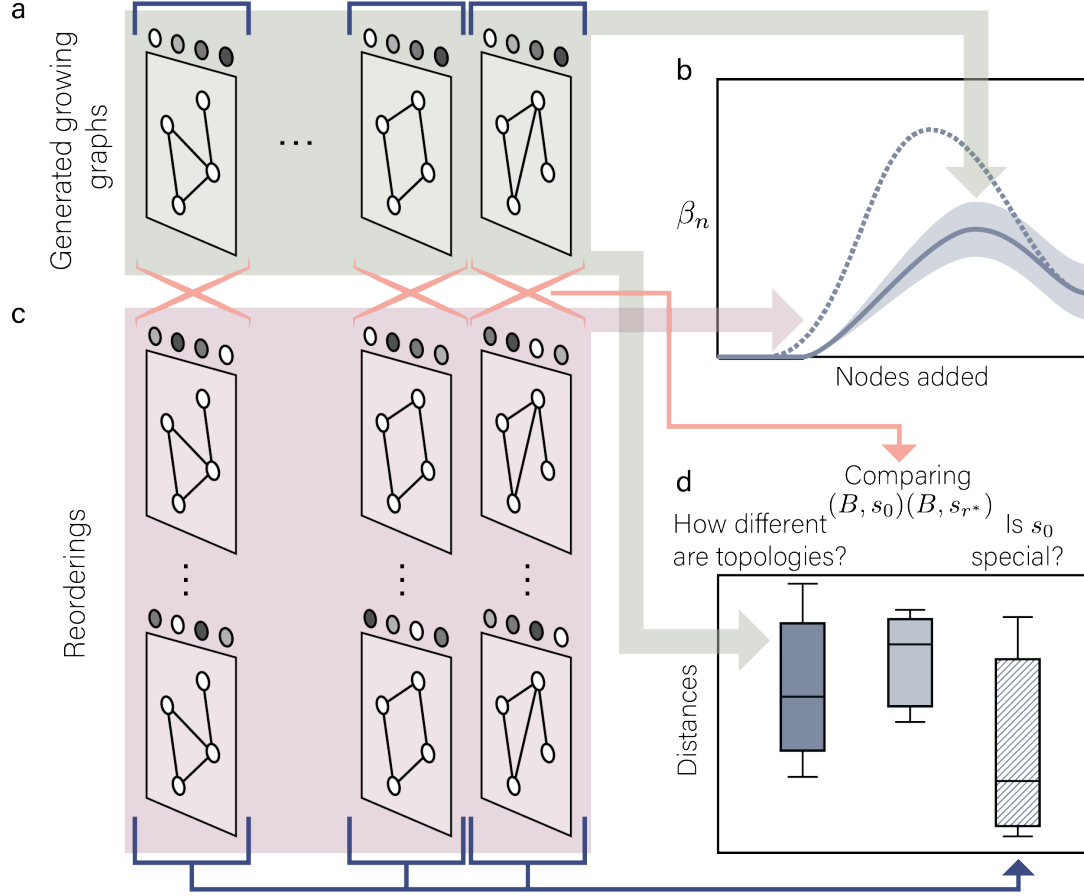 a
Generated growing
graphs
...
b
βₙ
Nodes added
c
Reorderings
⋮
⋮
⋮
d
Comparing
(B, s₀)(B, sᵣ*)
How different
are topologies?
Is s₀
special?
Distances